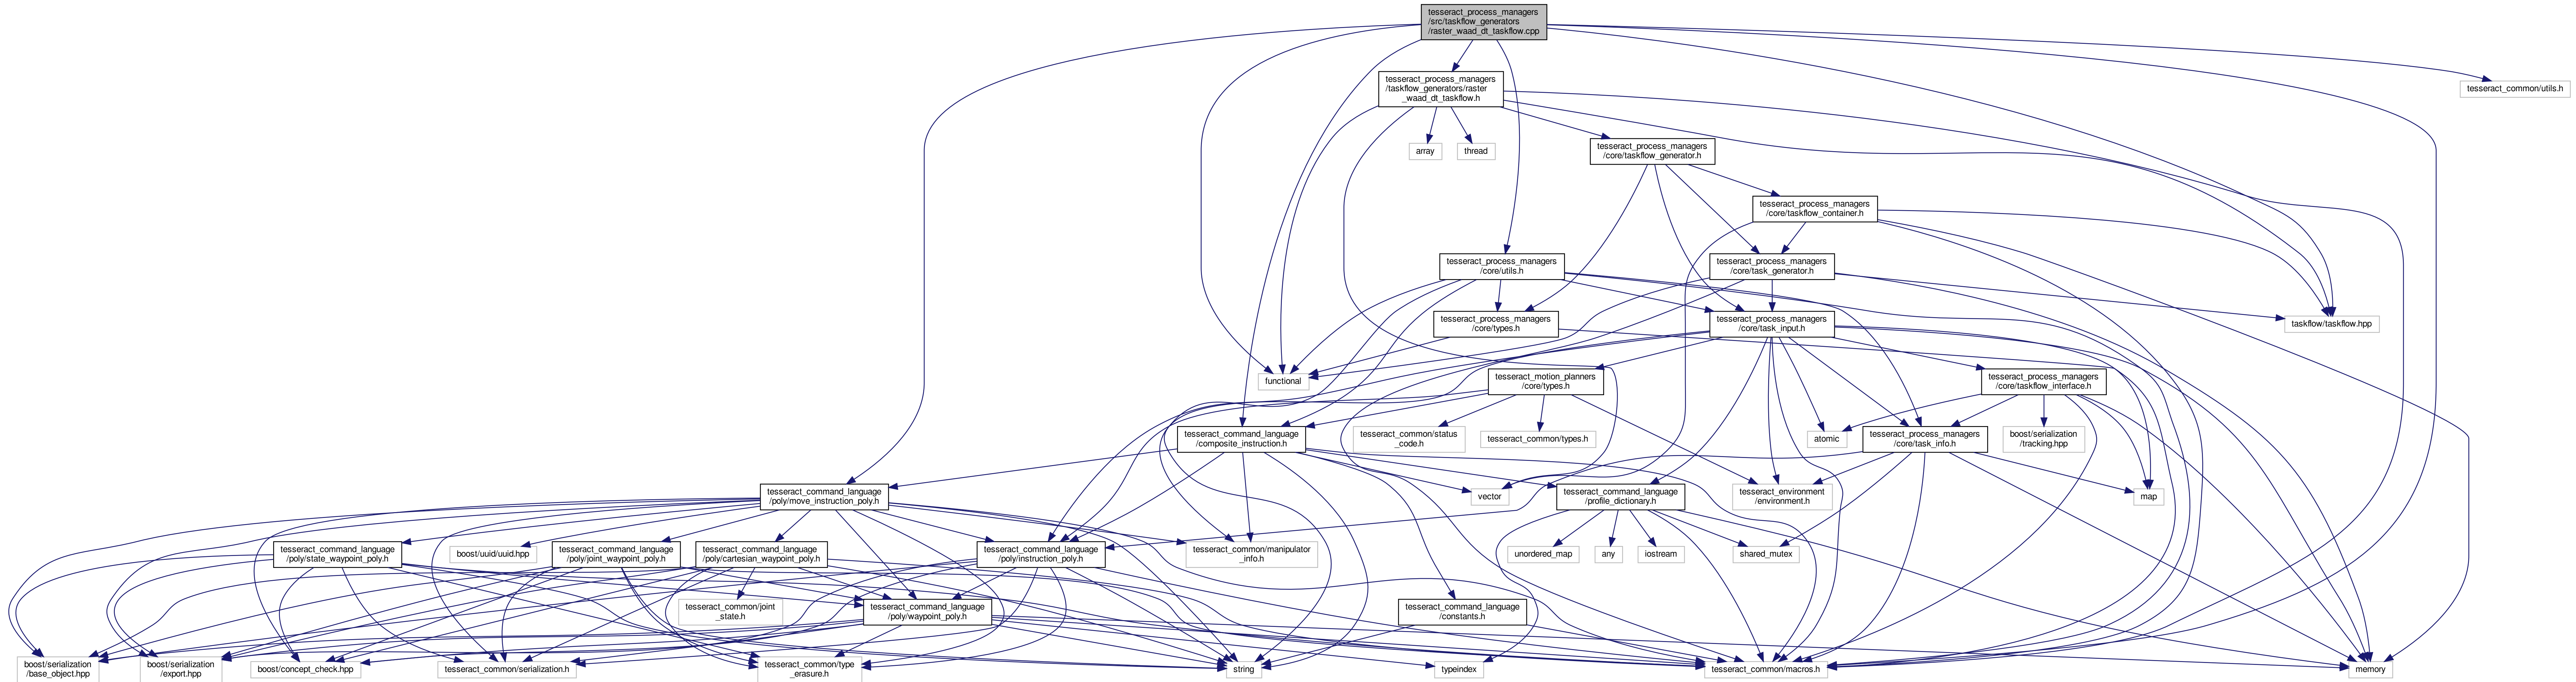 tesseract_process_managers
/src/taskflow_generators
/raster_waad_dt_taskflow.cpp
tesseract_process_managers
/taskflow_generators/raster
_waad_dt_taskflow.h
tesseract_common/utils.h
array
thread
tesseract_process_managers
/core/taskflow_generator.h
tesseract_process_managers
/core/taskflow_container.h
tesseract_process_managers
/core/utils.h
tesseract_process_managers
/core/task_generator.h
tesseract_process_managers
/core/types.h
tesseract_process_managers
/core/task_input.h
taskflow/taskflow.hpp
functional
tesseract_motion_planners
/core/types.h
tesseract_process_managers
/core/taskflow_interface.h
tesseract_command_language
/composite_instruction.h
tesseract_common/status
_code.h
tesseract_common/types.h
atomic
tesseract_process_managers
/core/task_info.h
boost/serialization
/tracking.hpp
tesseract_command_language
/poly/move_instruction_poly.h
vector
tesseract_command_language
/profile_dictionary.h
tesseract_environment
/environment.h
map
tesseract_command_language
/poly/state_waypoint_poly.h
boost/uuid/uuid.hpp
tesseract_command_language
/poly/joint_waypoint_poly.h
tesseract_command_language
/poly/cartesian_waypoint_poly.h
tesseract_command_language
/poly/instruction_poly.h
tesseract_common/manipulator
_info.h
unordered_map
any
iostream
shared_mutex
tesseract_common/joint
_state.h
tesseract_command_language
/poly/waypoint_poly.h
tesseract_command_language
/constants.h
boost/serialization
/base_object.hpp
boost/serialization
/export.hpp
boost/concept_check.hpp
tesseract_common/serialization.h
tesseract_common/type
_erasure.h
string
typeindex
tesseract_common/macros.h
memory